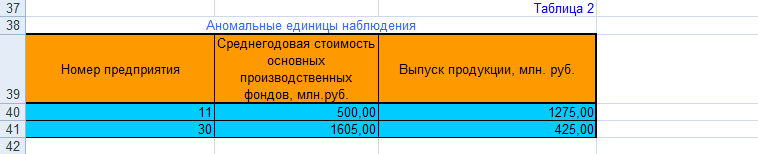 37 Таблица 2
38 Аномальные единицы наблюдения
39 Номер предприятия Среднегодовая стоимость основных производственных фондов, млн.руб. Выпуск продукции, млн. руб.
40 11 500,00 1275,00
41 30 1605,00 425,00
42